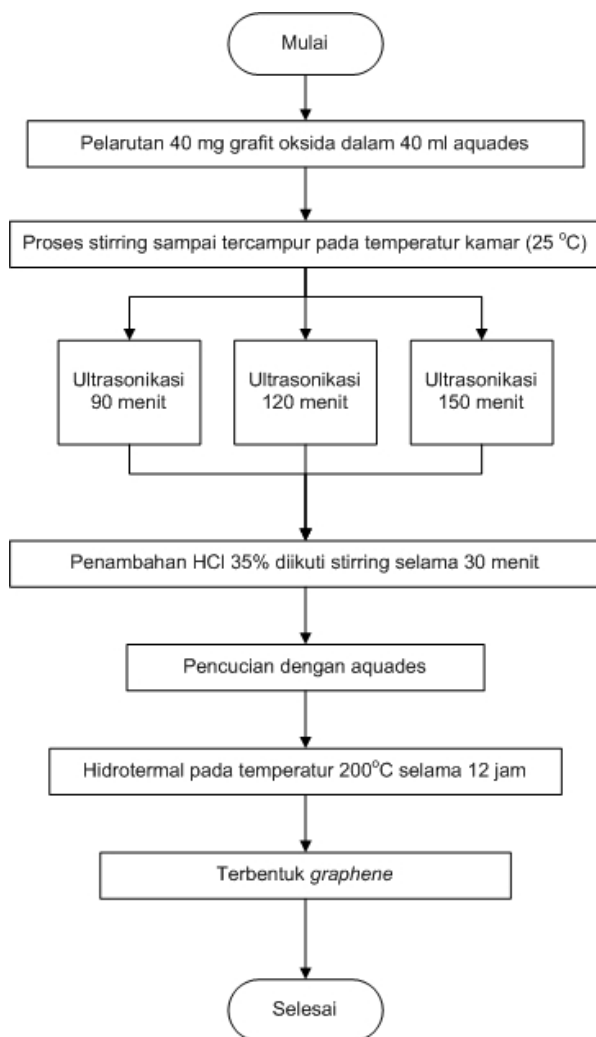 Mulai
Pelarutan 40 mg grafit oksida dalam 40 ml aquades
Proses stirring sampai tercampur pada temperatur kamar (25 °C)
Ultrasonikasi
90 menit
Ultrasonikasi
120 menit
Ultrasonikasi
150 menit
Penambahan HCl 35% diikuti stirring selama 30 menit
Pencucian dengan aquades
Hidrotermal pada temperatur 200°C selama 12 jam
Terbentuk graphene
Selesai